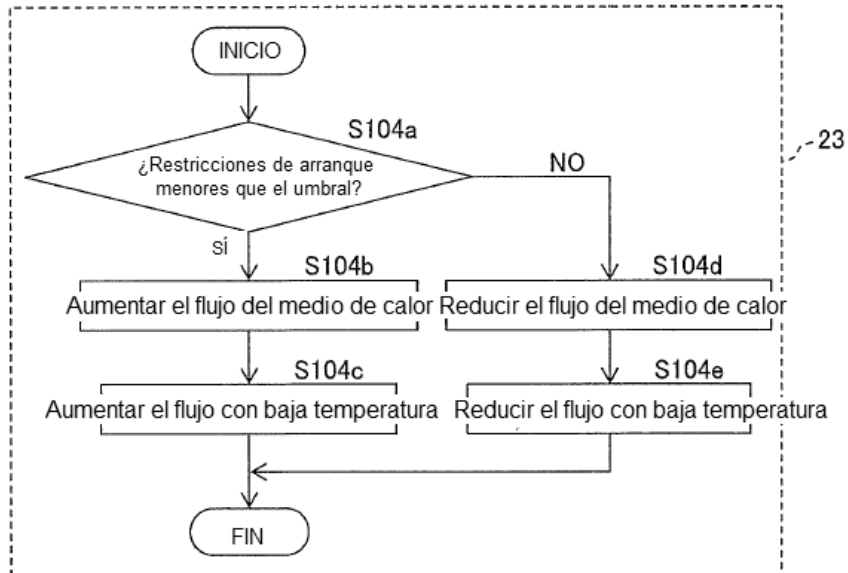 INICIO
S104a
¿Restricciones de arranque
menores que el umbral?
NO
23
SÍ
S104b
Aumentar el flujo del medio de calor
S104d
Reducir el flujo del medio de calor
S104c
Aumentar el flujo con baja temperatura
S104e
Reducir el flujo con baja temperatura
FIN